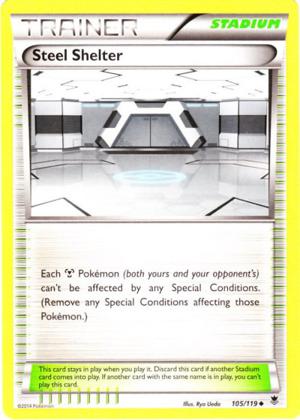 TRAINER STADIUM
Steel Shelter
Each Pokémon (both yours and your opponent's)
can't be affected by any Special Conditions.
(Remove any Special Conditions affecting those
Pokémon.)
This card stays in play when you play it. Discard this card if another Stadium
card comes into play. If another card with the same name is in play, you can't
play this card.
©2014 Pokémon Illus. Ryo Ueda 105/119